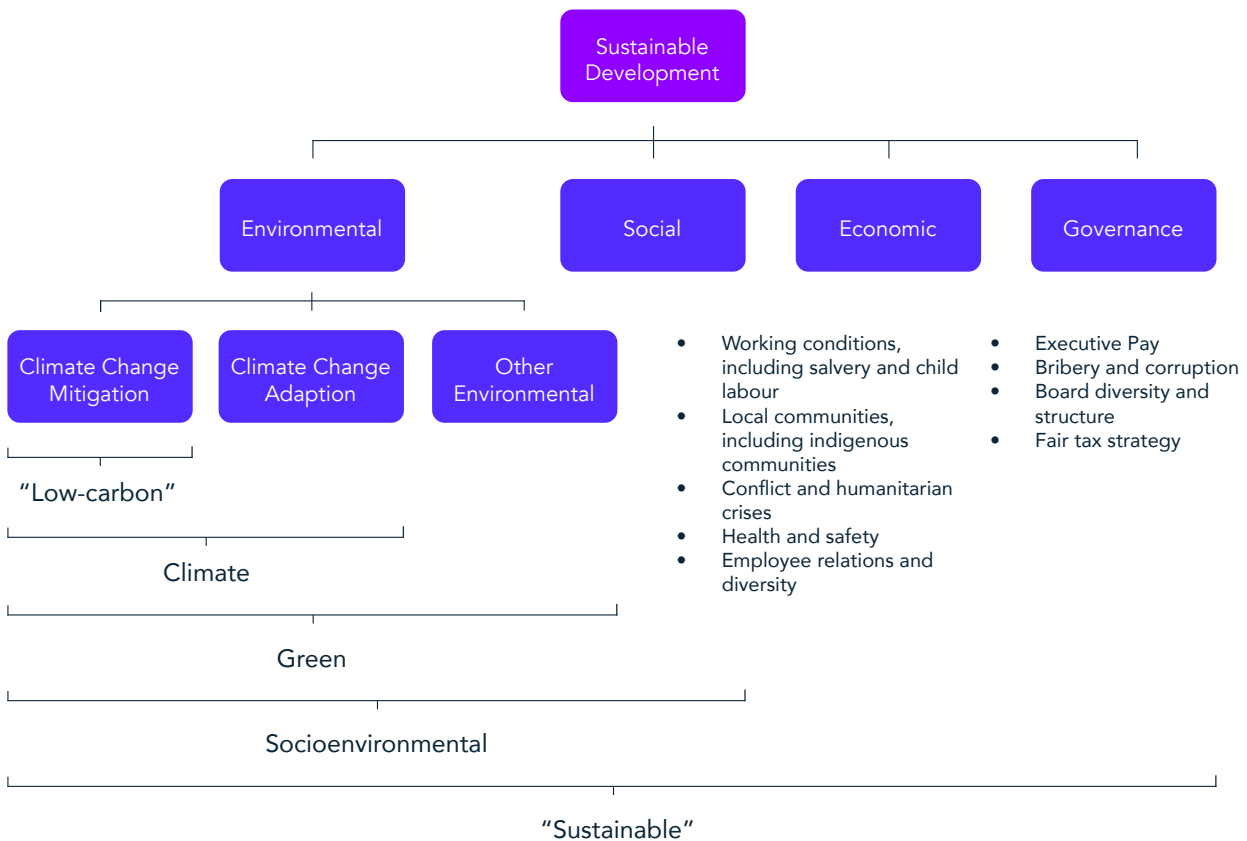 Sustainable
Development
Environmental
Social
Economic
Governance
Climate Change
Mitigation
Climate Change
Adaption
Other
Environmental
• Working conditions,
including salvery and child
labour
• Local communities,
including indigenous
communities
• Conflict and humanitarian
crises
• Health and safety
• Employee relations and
diversity
• Executive Pay
• Bribery and corruption
• Board diversity and
structure
• Fair tax strategy
“Low-carbon”
Climate
Green
Socioenvironmental
“Sustainable”